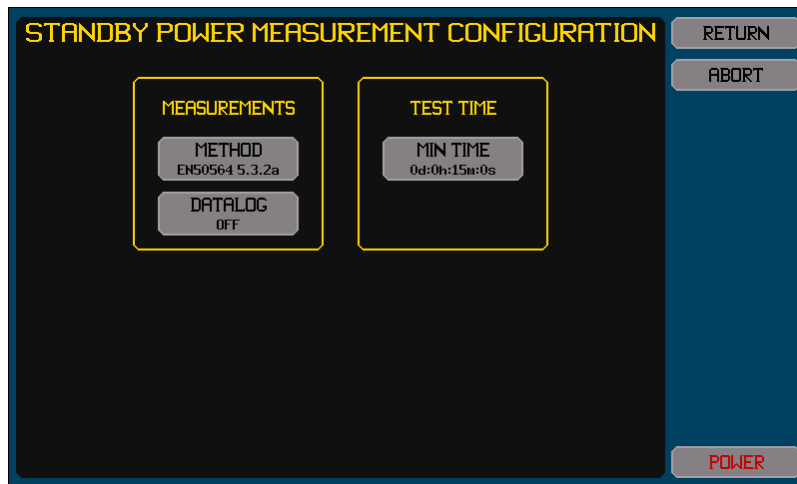 STANDBY POWER MEASUREMENT CONFIGURATION
RETURN
ABORT
MEASUREMENTS
METHOD
EN50564 5.3.2a
DATALOG
OFF
TEST TIME
MIN TIME
0d:0h:15m:0s
POWER